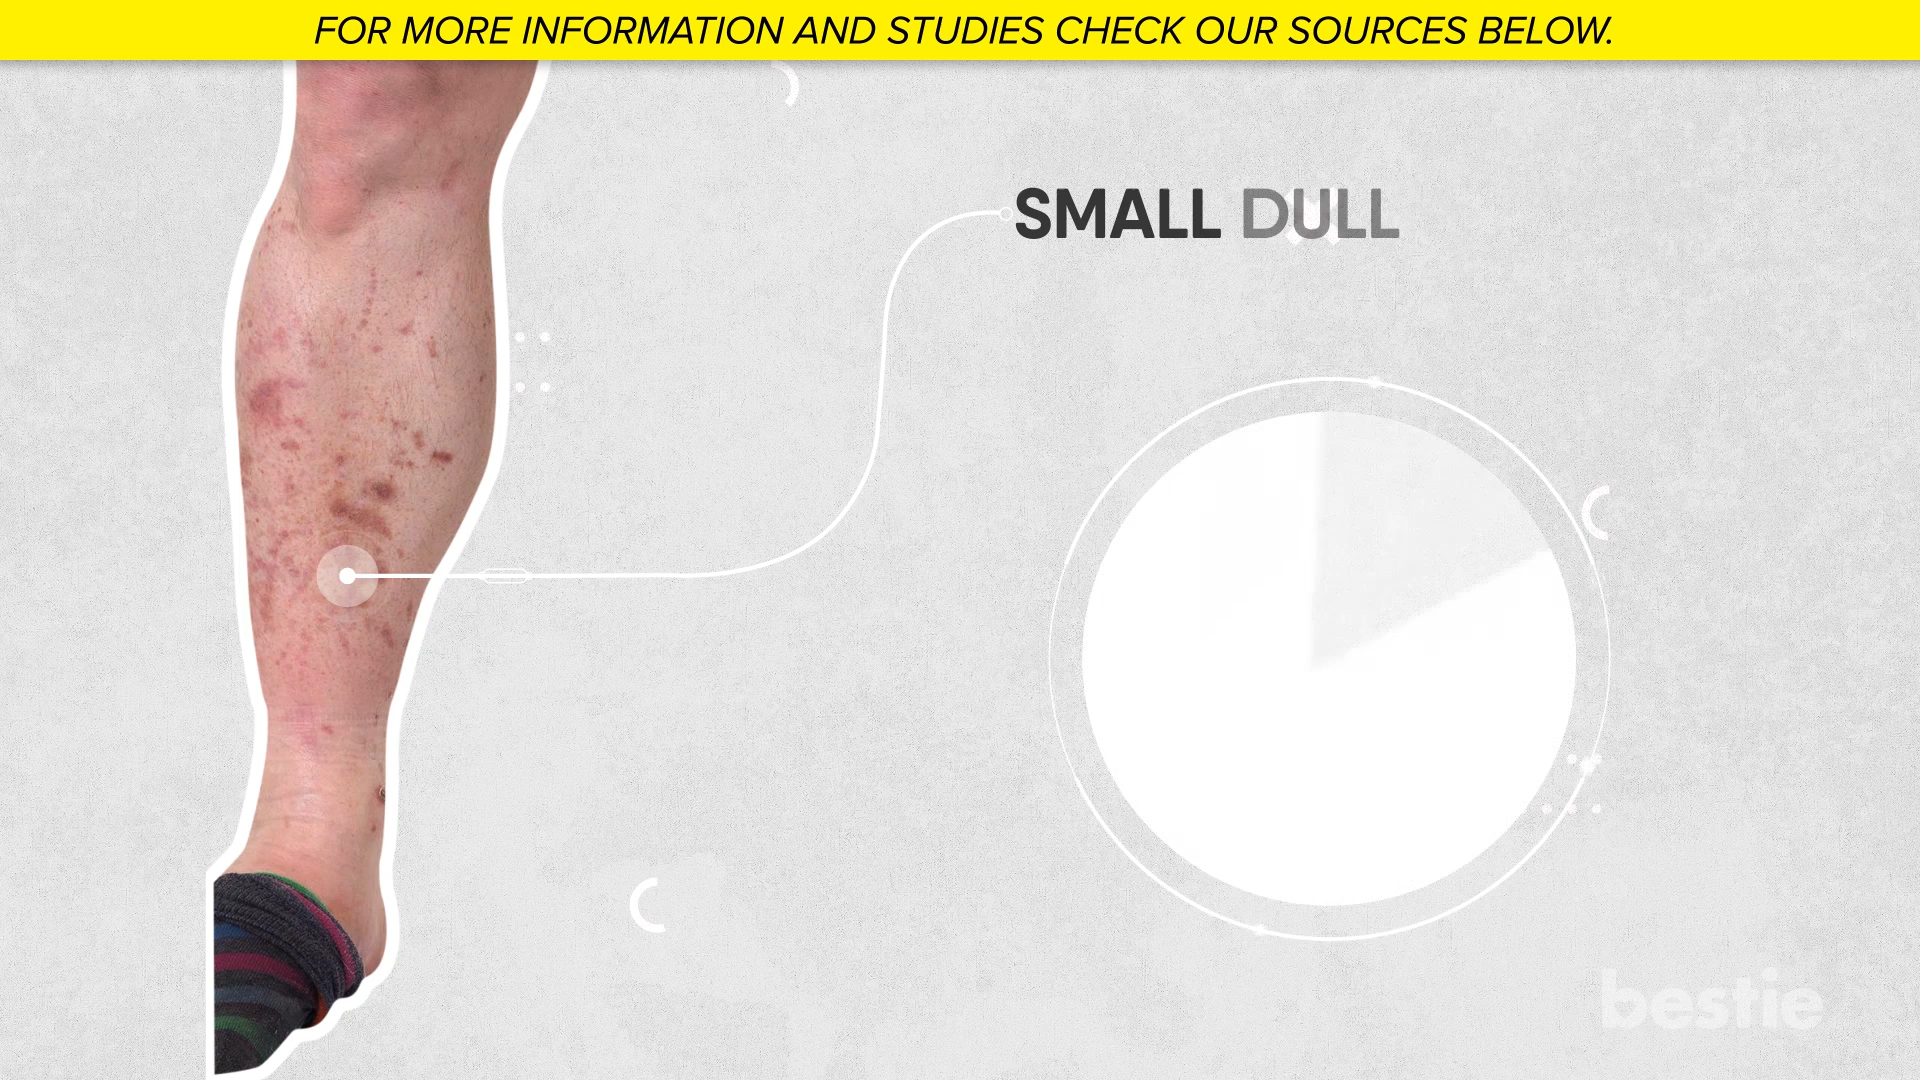 FOR MORE INFORMATION AND STUDIES CHECK OUR SOURCES BELOW.
SMALL DULL
bestie